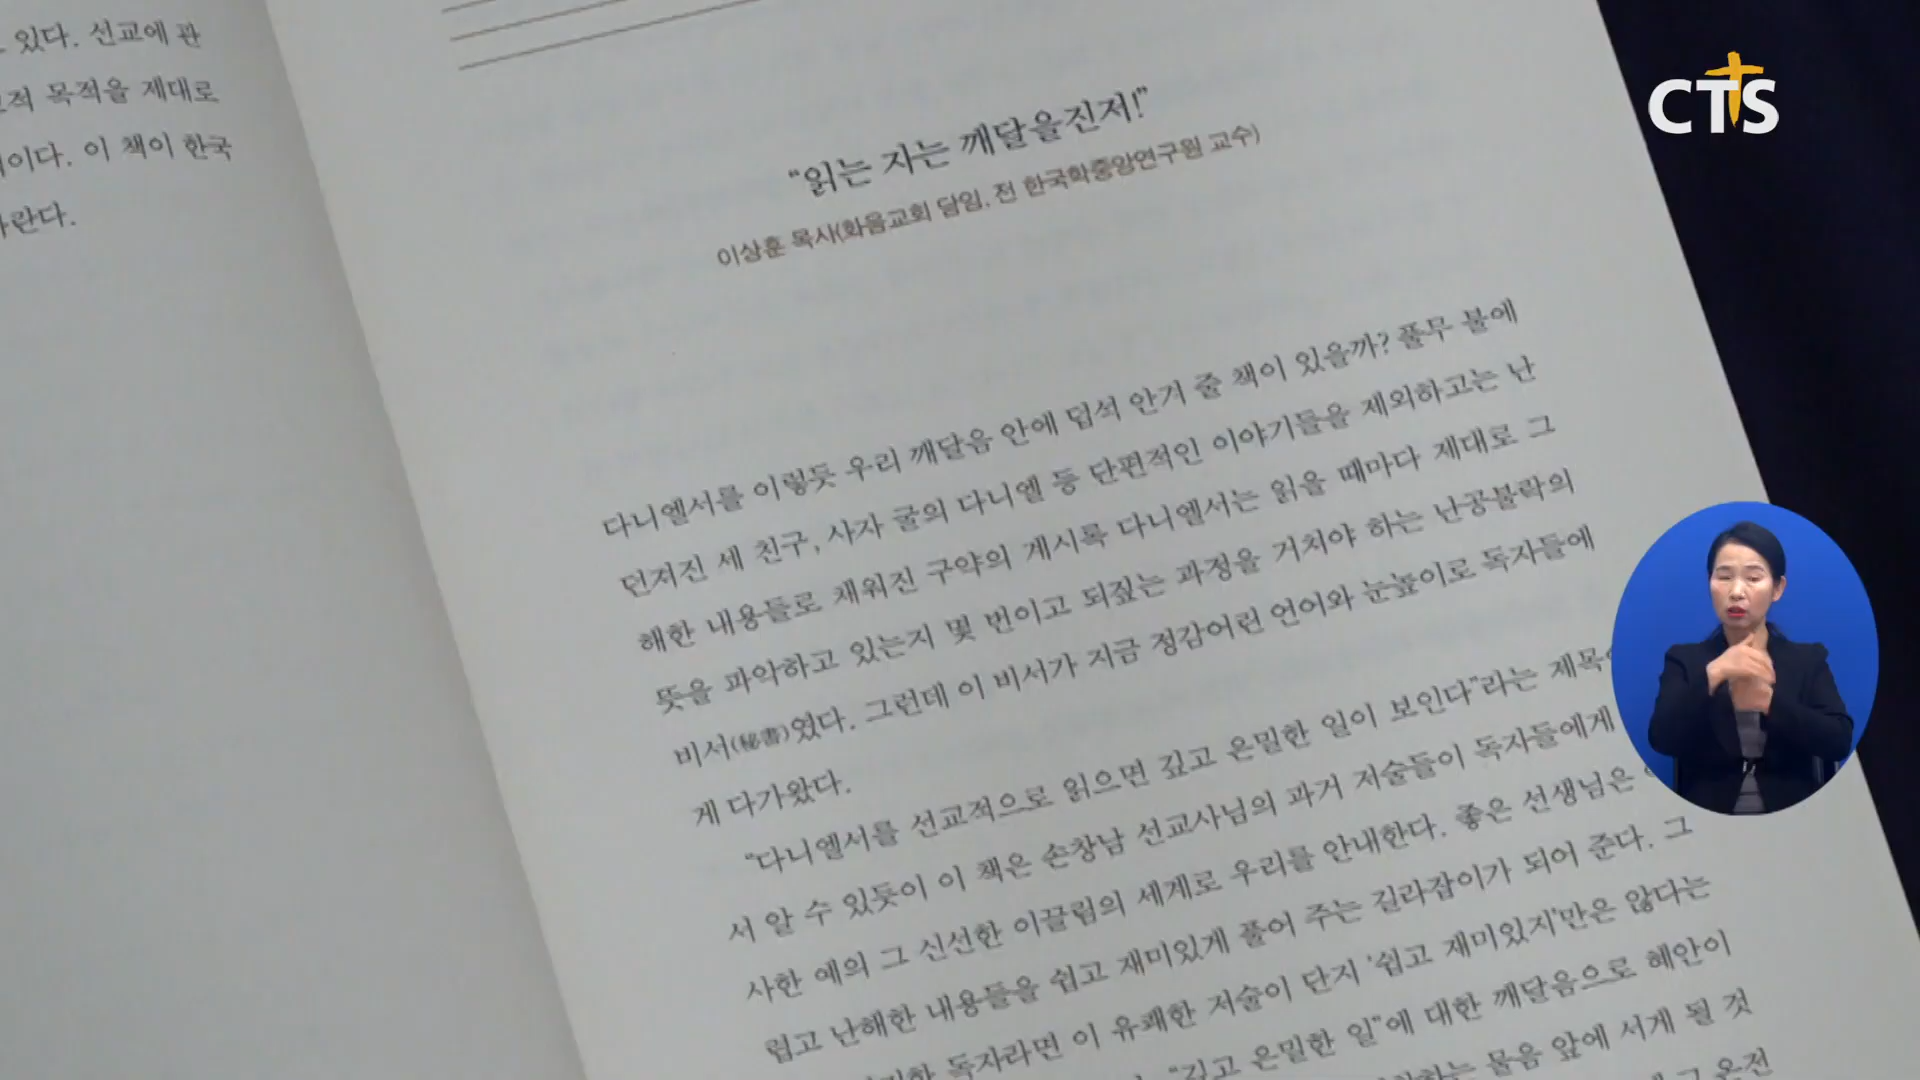 있다. 선교에 관
목적을 제대로
이다. 이 책이 한국
란다.
“읽는 자는 깨달을진저!”
이상훈 목사(화음교회 담임, 전 한국학중앙연구원 교수)
다니엘서를 이렇듯 우리 깨달음 안에 덥석 안겨 줄 책이 있을까? 풀무 불에
던져진 세 친구, 사자 굴의 다니엘 등 단편적인 이야기들을 제외하고는 난
해한 내용들로 채워진 구약의 계시록 다니엘서는 읽을 때마다 제대로 그
뜻을 파악하고 있는지 몇 번이고 되짚는 과정을 거치야 하는 난공불락의
비서(秘書)였다. 그런데 이 비서가 지금 정감어린 언어와 눈높이로 독자들에
게 다가왔다.
“다니엘서를 선교적으로 읽으면 깊고 은밀한 일이 보인다”라는
서 알 수 있듯이 이 책은 손창남 선교사님의 과거 저술들이 독자들에게
사한 예의 그 신선한 이끌림의 세계로 우리를 안내한다. 좋은 선생님은
렵고 난해한 내용들을 쉽고 재미있게 풀어 주는 길라잡이가 되어 준다. 그
독자라면 이 유쾌한 저술이 단지 ‘쉽고 재미있지’만은 않다는
“깊고 은밀한 일”에 대한 깨달음으로 혜안이
물음 앞에 서게 될 것
CTS